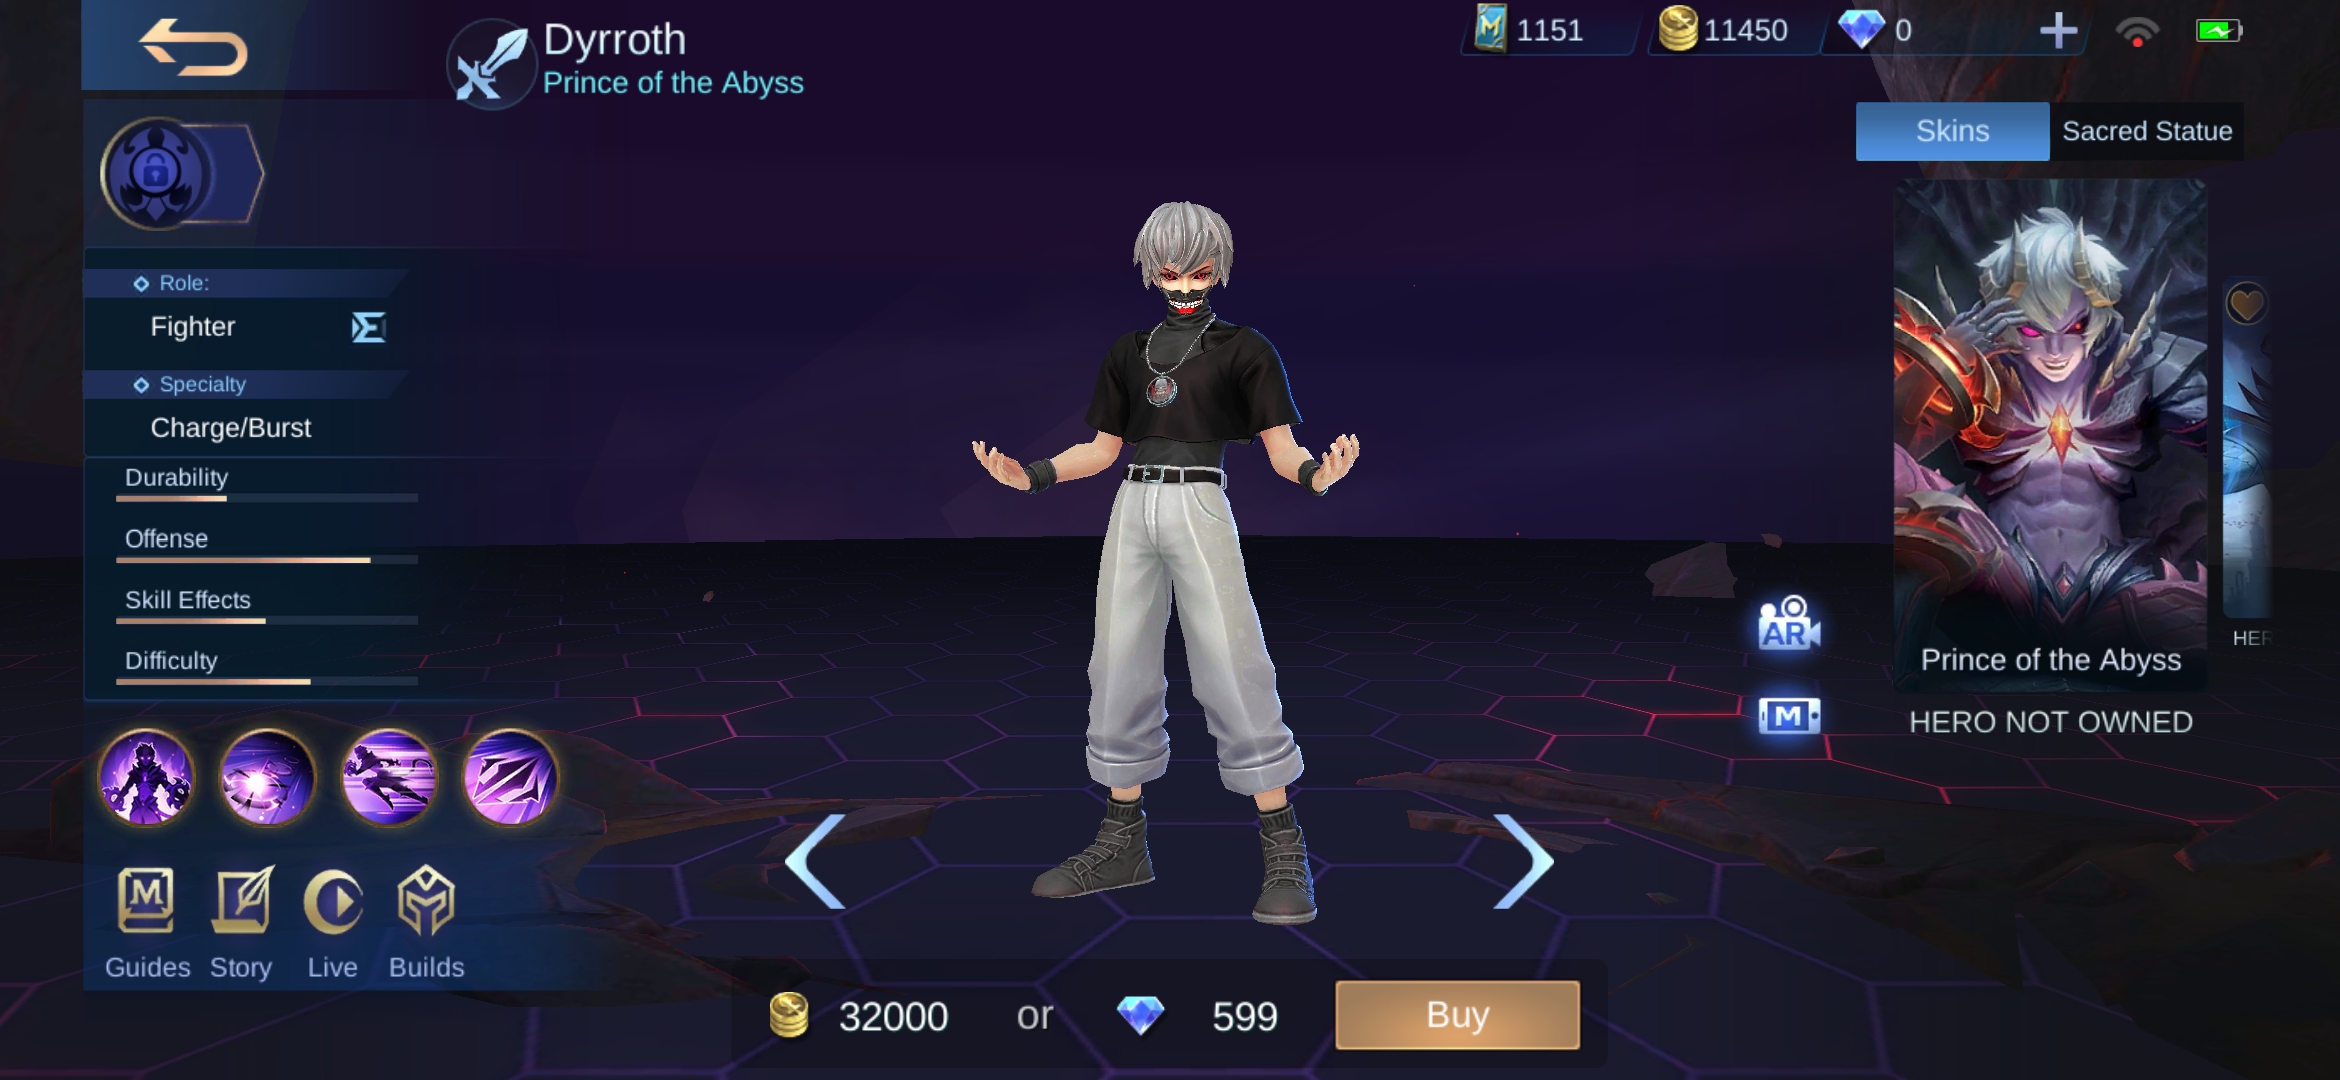 Dyrroth
Prince of the Abyss
1151
11450
0
Skins
Sacred Statue
Role:
Fighter
Specialty
Charge/Burst
Durability
Offense
Skill Effects
Difficulty
AR
M
Prince of the Abyss
HERO NOT OWNED
HER
M
Guides
Story
Live
Builds
32000
or
599
Buy